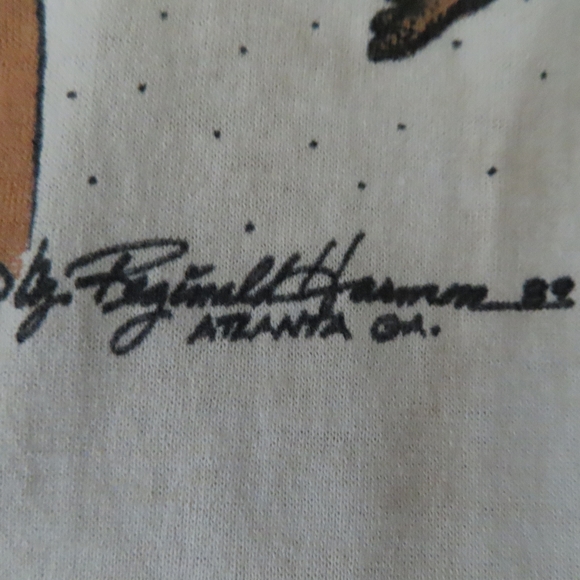 by. Reginald Harmon 89
ATLANTA GA.